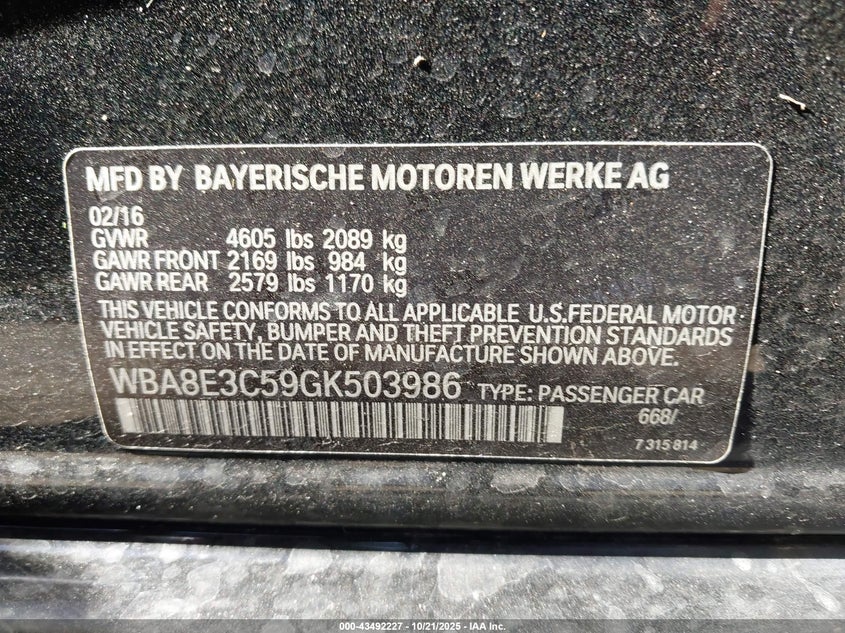 MFD BY BAYERISCHE MOTOREN WERKE AG
02/16
GVWR 4605 lbs 2089 kg
GAWR FRONT 2169 lbs 984 kg
GAWR REAR 2579 lbs 1170 kg
THIS VEHICLE CONFORMS TO ALL APPLICABLE U.S.FEDERAL MOTOR
VEHICLE SAFETY, BUMPER AND THEFT PREVENTION STANDARDS
IN EFFECT ON THE DATE OF MANUFACTURE SHOWN ABOVE.
WBA8E3C59GK503986 TYPE: PASSENGER CAR
668/
7 315 814
000-43492227 - 10/21/2025 - IAA Inc.